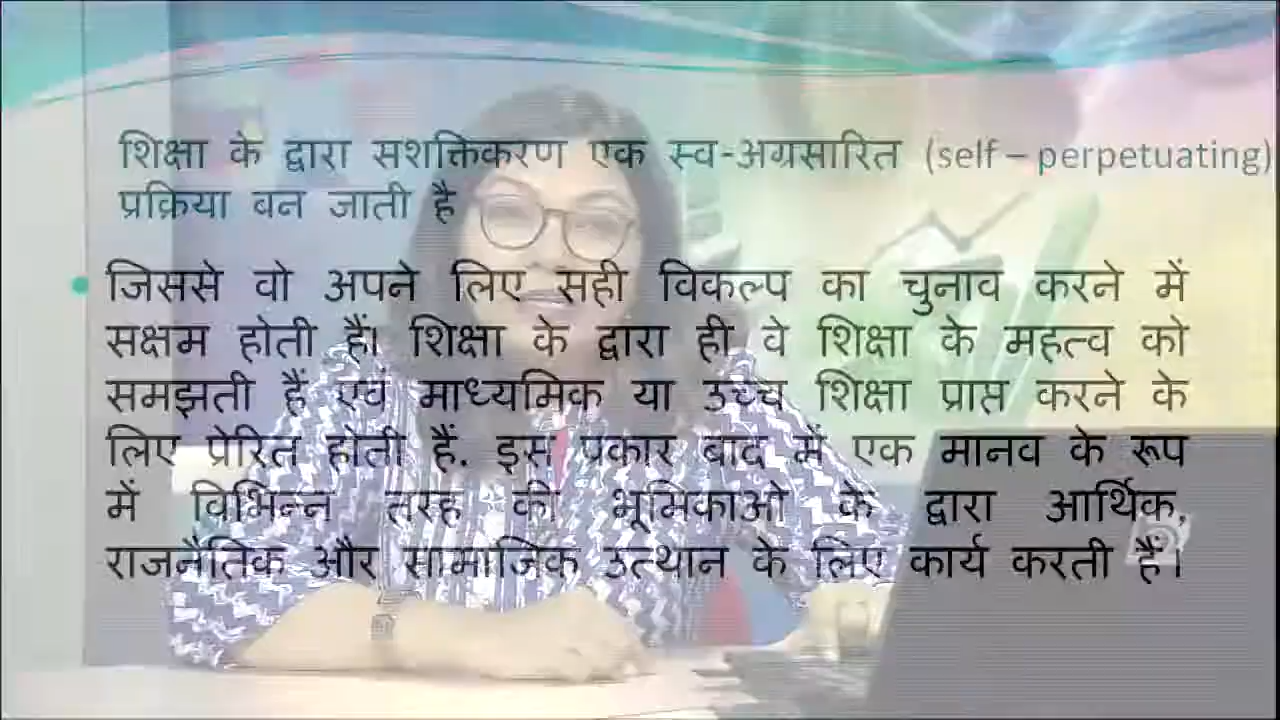 शिक्षा के द्वारा सशक्तिकरण एक स्व-अग्रसारित (self – perpetuating)
प्रक्रिया बन जाती है
जिससे वो अपने लिए सही विकल्प का चुनाव करने में
सक्षम होती हैं। शिक्षा के द्वारा ही वे शिक्षा के महत्व को
समझती हैं एवं माध्यमिक या उच्च शिक्षा प्राप्त करने के
लिए प्रेरित होती हैं. इस प्रकार बाद में एक मानव के रूप
में विभिन्न तरह की भूमिकाओ के द्वारा आर्थिक,
राजनैतिक और सामाजिक उत्थान के लिए कार्य करती हैं।